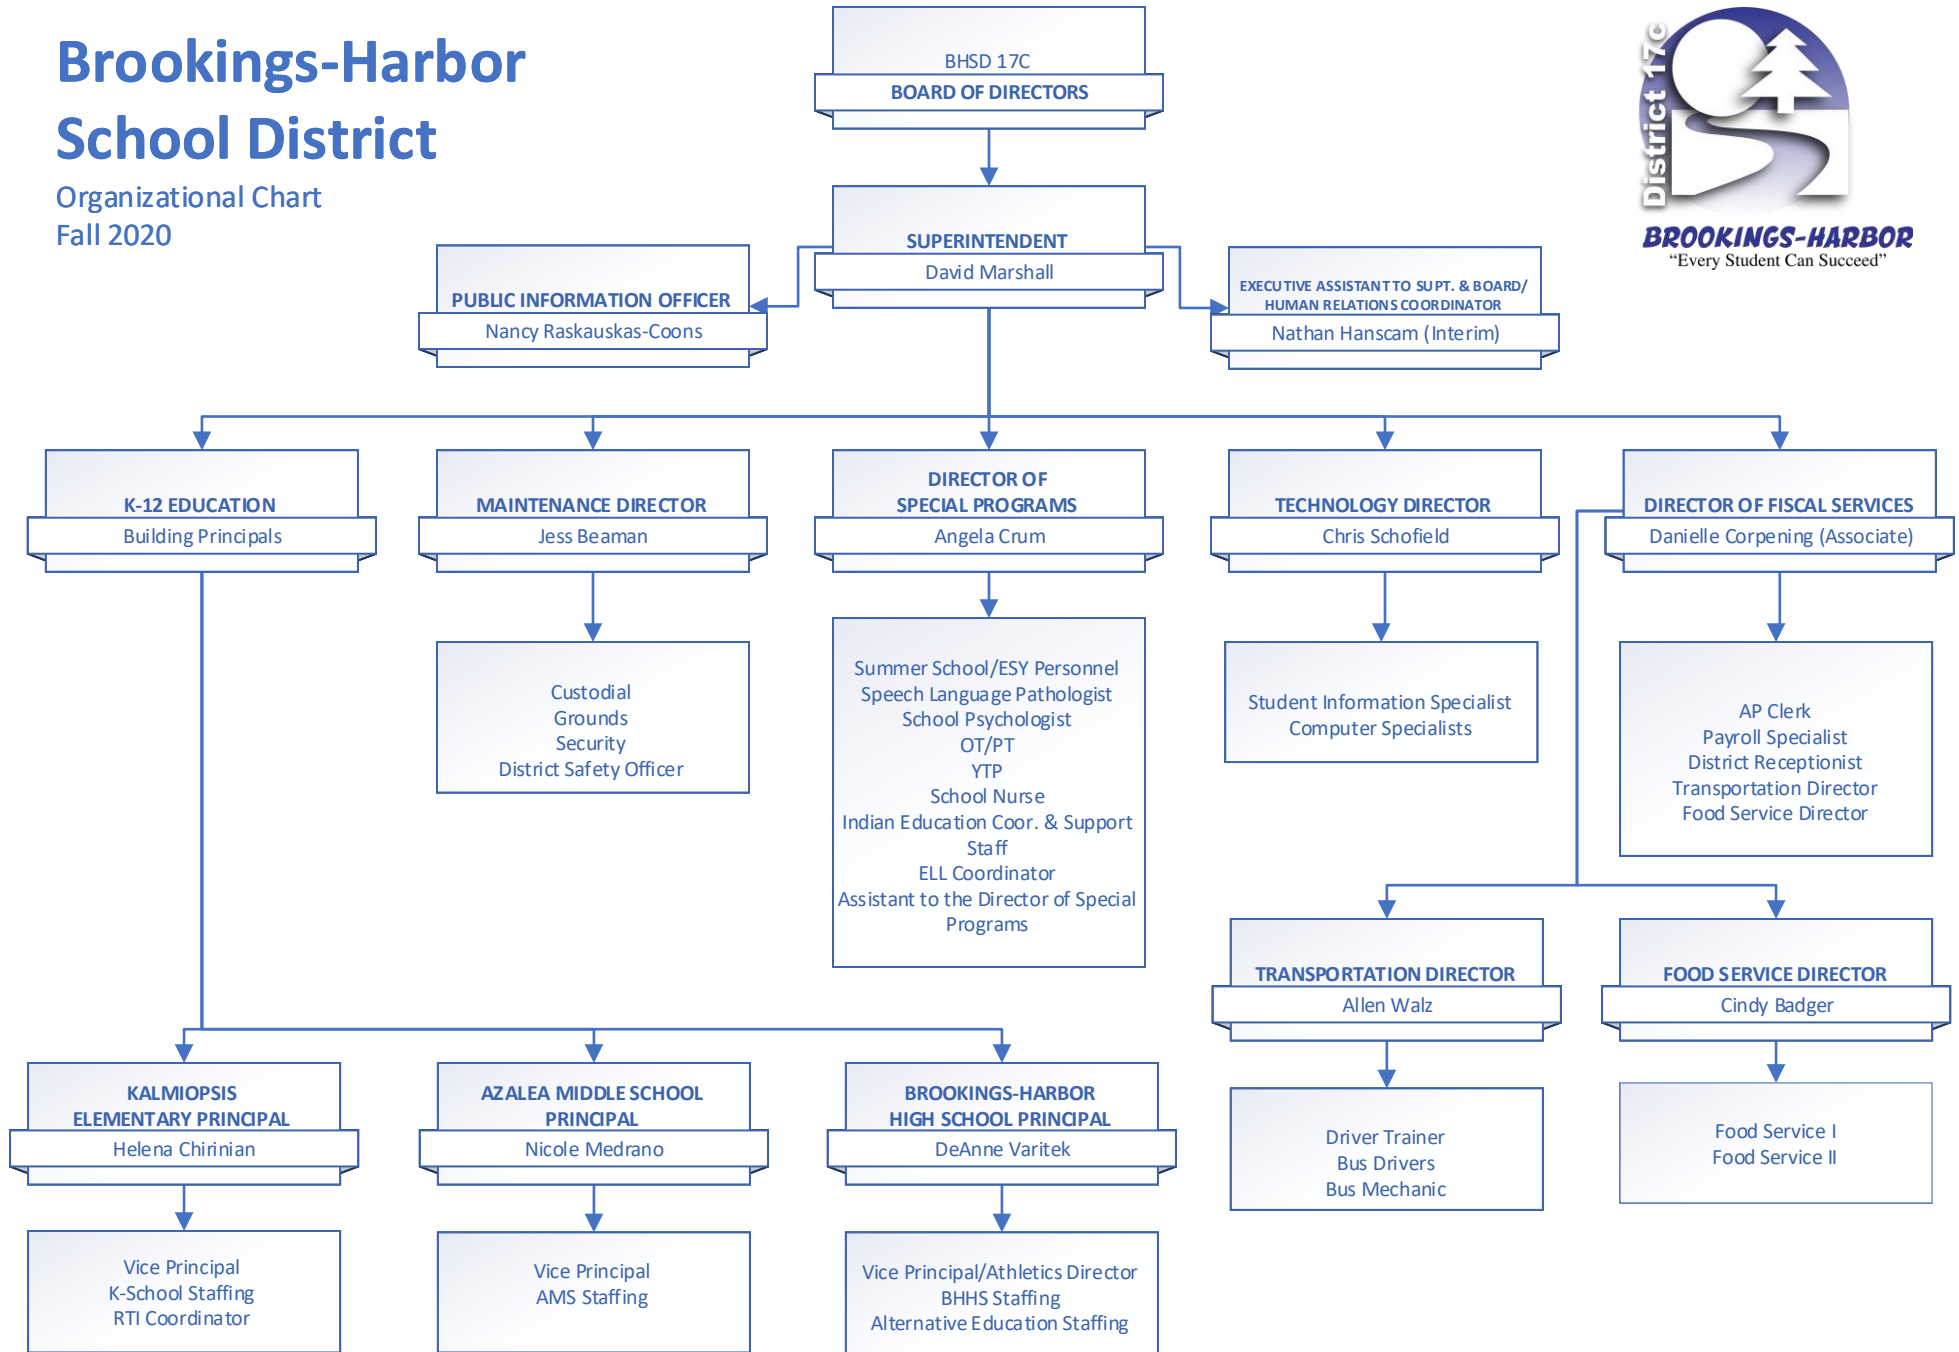 Brookings-Harbor
School District
Organizational Chart
Fall 2020
BHSD 17C
BOARD OF DIRECTORS
District 17c
BROOKINGS-HARBOR
“Every Student Can Succeed”
SUPERINTENDENT
David Marshall
PUBLIC INFORMATION OFFICER
Nancy Raskauskas-Coons
EXECUTIVE ASSISTANT TO SUPT. & BOARD/
HUMAN RELATIONS COORDINATOR
Nathan Hanscam (Interim)
K-12 EDUCATION
Building Principals
MAINTENANCE DIRECTOR
Jess Beaman
DIRECTOR OF
SPECIAL PROGRAMS
Angela Crum
TECHNOLOGY DIRECTOR
Chris Schofield
DIRECTOR OF FISCAL SERVICES
Danielle Corpening (Associate)
Custodial
Grounds
Security
District Safety Officer
Summer School/ESY Personnel
Speech Language Pathologist
School Psychologist
OT/PT
YTP
School Nurse
Indian Education Coor. & Support
Staff
ELL Coordinator
Assistant to the Director of Special
Programs
Student Information Specialist
Computer Specialists
AP Clerk
Payroll Specialist
District Receptionist
Transportation Director
Food Service Director
TRANSPORTATION DIRECTOR
Allen Walz
FOOD SERVICE DIRECTOR
Cindy Badger
KALMIOPSIS
ELEMENTARY PRINCIPAL
Helena Chirinian
AZALEA MIDDLE SCHOOL
PRINCIPAL
Nicole Medrano
BROOKINGS-HARBOR
HIGH SCHOOL PRINCIPAL
DeAnne Varitek
Driver Trainer
Bus Drivers
Bus Mechanic
Food Service I
Food Service II
Vice Principal
K-School Staffing
RTI Coordinator
Vice Principal
AMS Staffing
Vice Principal/Athletics Director
BHHS Staffing
Alternative Education Staffing